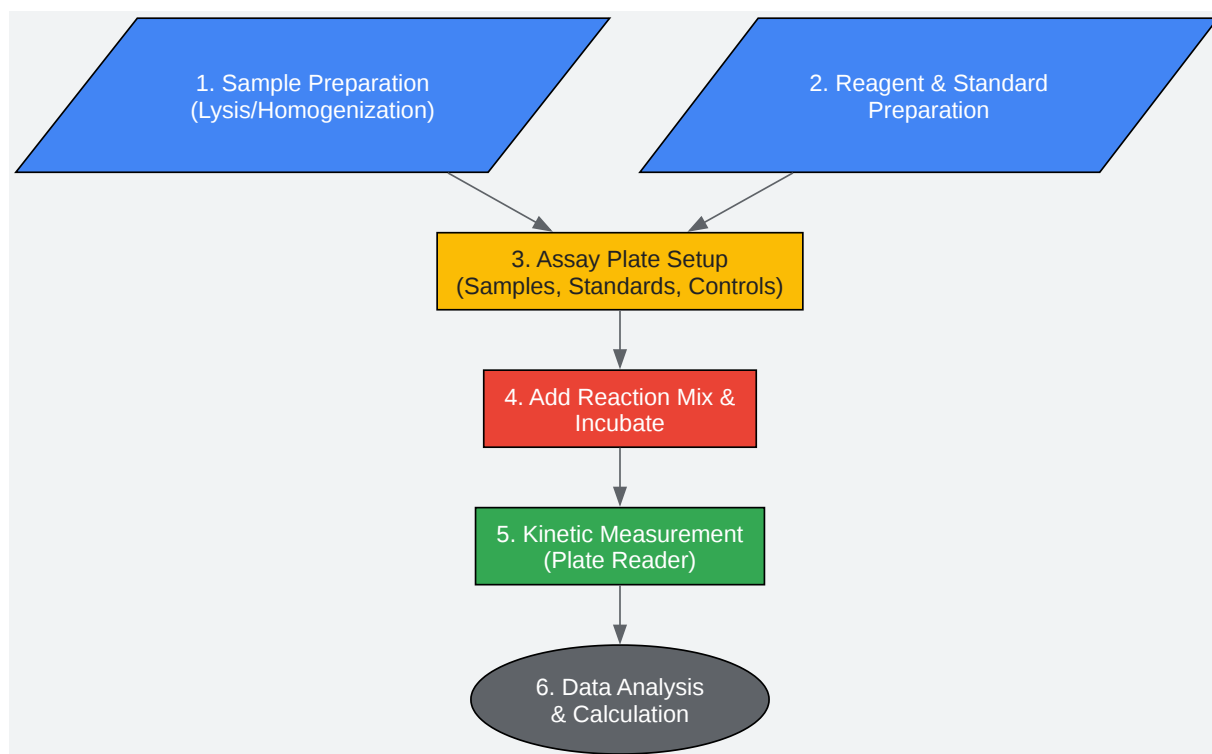 1. Sample Preparation
(Lysis/Homogenization)
2. Reagent & Standard
Preparation
3. Assay Plate Setup
(Samples, Standards, Controls)
4. Add Reaction Mix &
Incubate
5. Kinetic Measurement
(Plate Reader)
6. Data Analysis
& Calculation